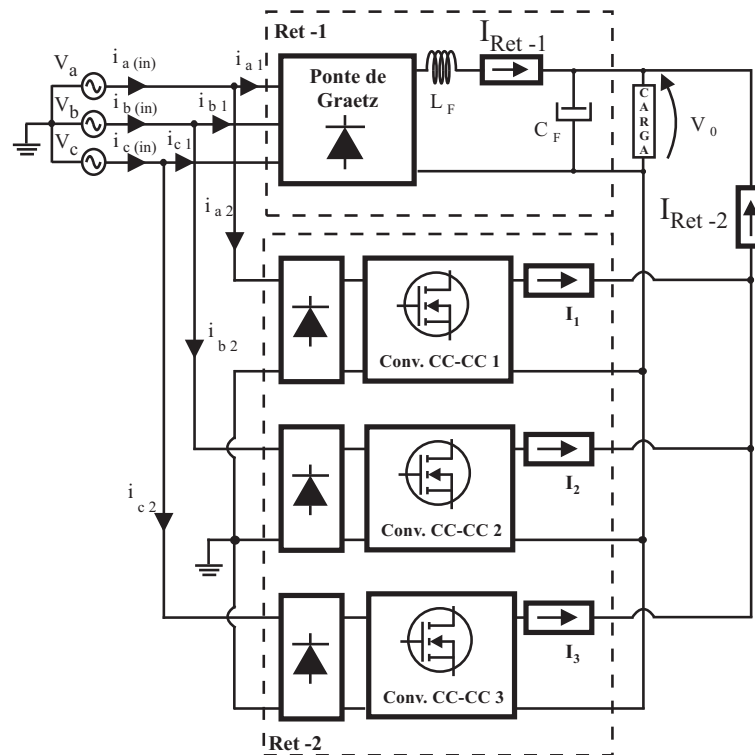 Ret -1
I Ret -1
V a
i a (in)
i a 1
Ponte de
Graetz
L F
V b
i b (in)
i b 1
C F
CARGA
V 0
V c
i c (in)
i c 1
i a 2
I Ret -2
I1
Conv. CC-CC 1
i b 2
I2
i c 2
Conv. CC-CC 2
I3
Conv. CC-CC 3
Ret -2